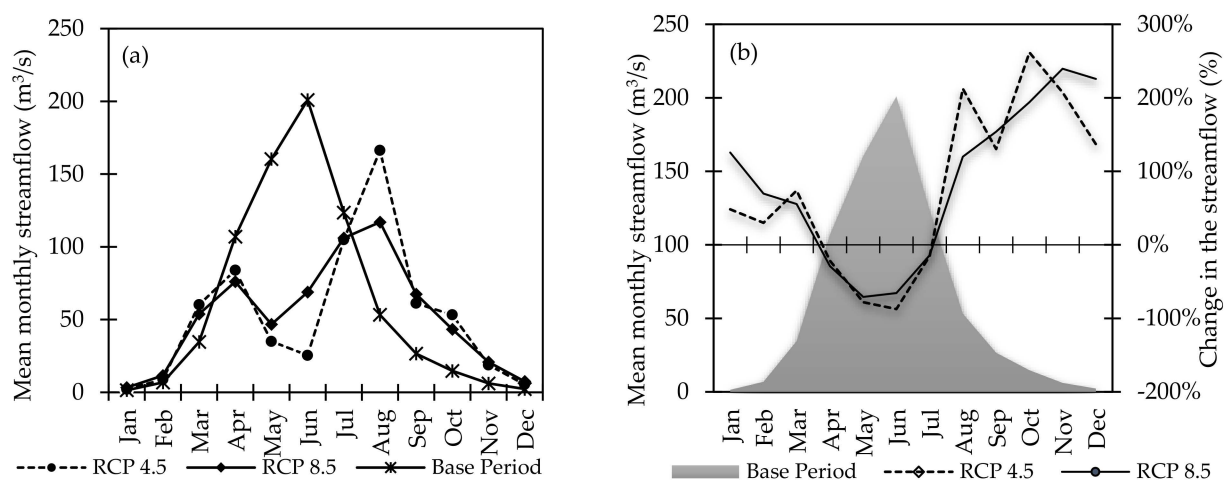 (a)
Mean monthly streamflow (m³/s)
250
200
150
100
50
0
Jan Feb Mar Apr May Jun Jul Aug Sep Oct Nov Dec
RCP 4.5 RCP 8.5 Base Period
(b)
Mean monthly streamflow (m³/s)
250
200
150
100
50
0
300%
200%
100%
0%
-100%
-200%
Change in the streamflow (%)
Jan Feb Mar Apr May Jun Jul Aug Sep Oct Nov Dec
Base Period RCP 4.5 RCP 8.5